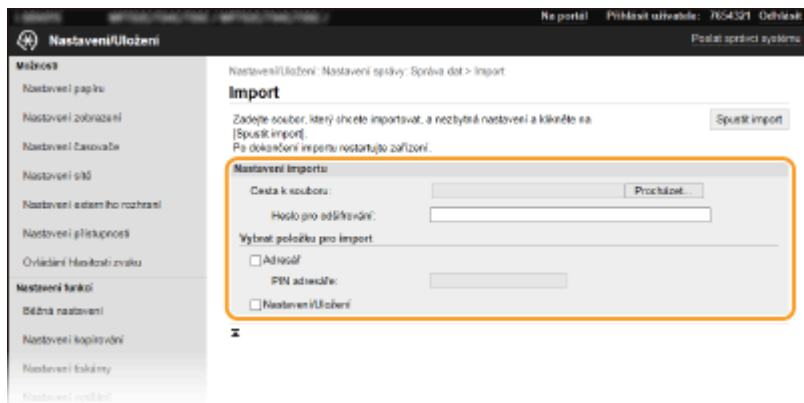 Na portál Přihlásit uživatele: 7654321 Odhlásit
Nastavení/Uložení
Poslat správci systému
Možnosti
Nastavení papíru
Nastavení zobrazení
Nastavení časovače
Nastavení sítě
Nastavení externího rozhraní
Nastavení přístupnosti
Ovládání hlasitosti zvuku
Nastavení funkcí
Běžná nastavení
Nastavení kopírování
Nastavení tiskárny
Nastavení zasílání
Nastavení/Uložení: Nastavení správy: Správa dat > Import
Import
Zadejte soubor, který chcete importovat, a nezbytná nastavení a klikněte na
[Spustit import].
Po dokončení importu restartujte zařízení.
Spustit import
Nastavení importu
Cesta k souboru:
Procházet...
Heslo pro odšifrování:
Vybrat položku pro import
Adresář
PIN adresáře:
Nastavení/Uložení